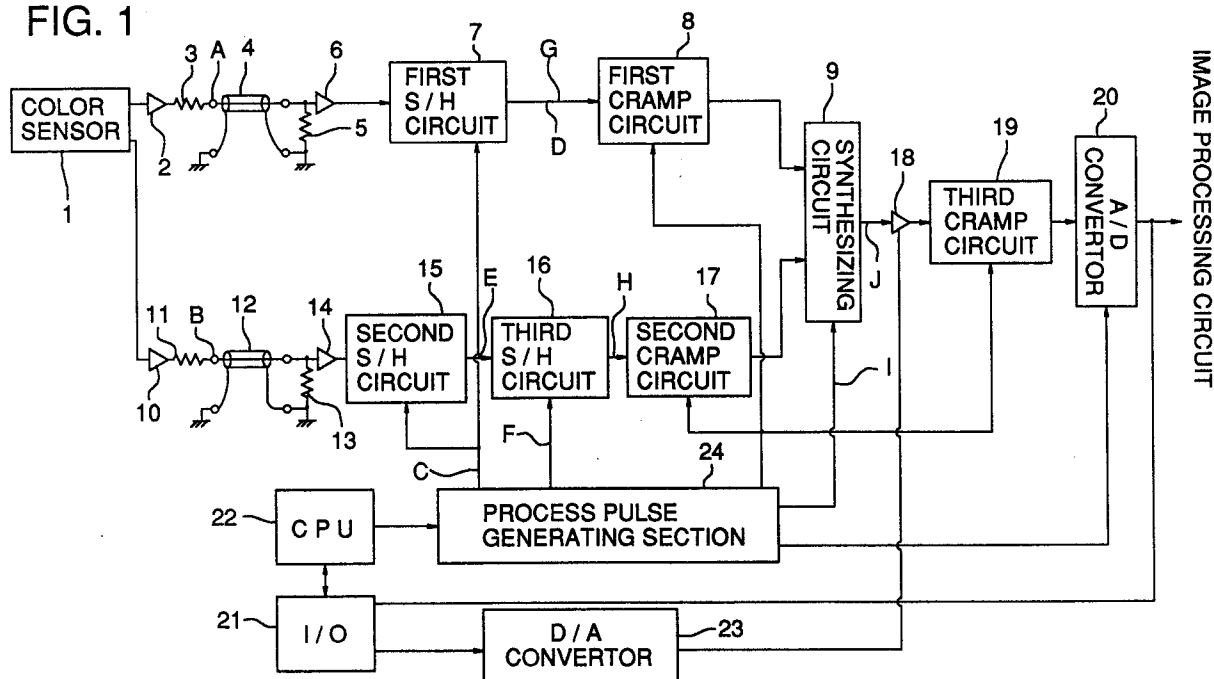 FIG. 1
COLOR
SENSOR
1
2
3
A
4
5
6
7
FIRST
S/H
CIRCUIT
G
D
8
FIRST
CRAMP
CIRCUIT
9
SYNTHESIZING
CIRCUIT
J
18
19
THIRD
CRAMP
CIRCUIT
20
A/D
CONVERTOR
IMAGE PROCESSING CIRCUIT
10
11
B
12
13
14
15
SECOND
S/H
CIRCUIT
E
16
THIRD
S/H
CIRCUIT
H
17
SECOND
CRAMP
CIRCUIT
I
C
F
24
PROCESS PULSE
GENERATING SECTION
22
CPU
21
I/O
D/A
CONVERTOR
23